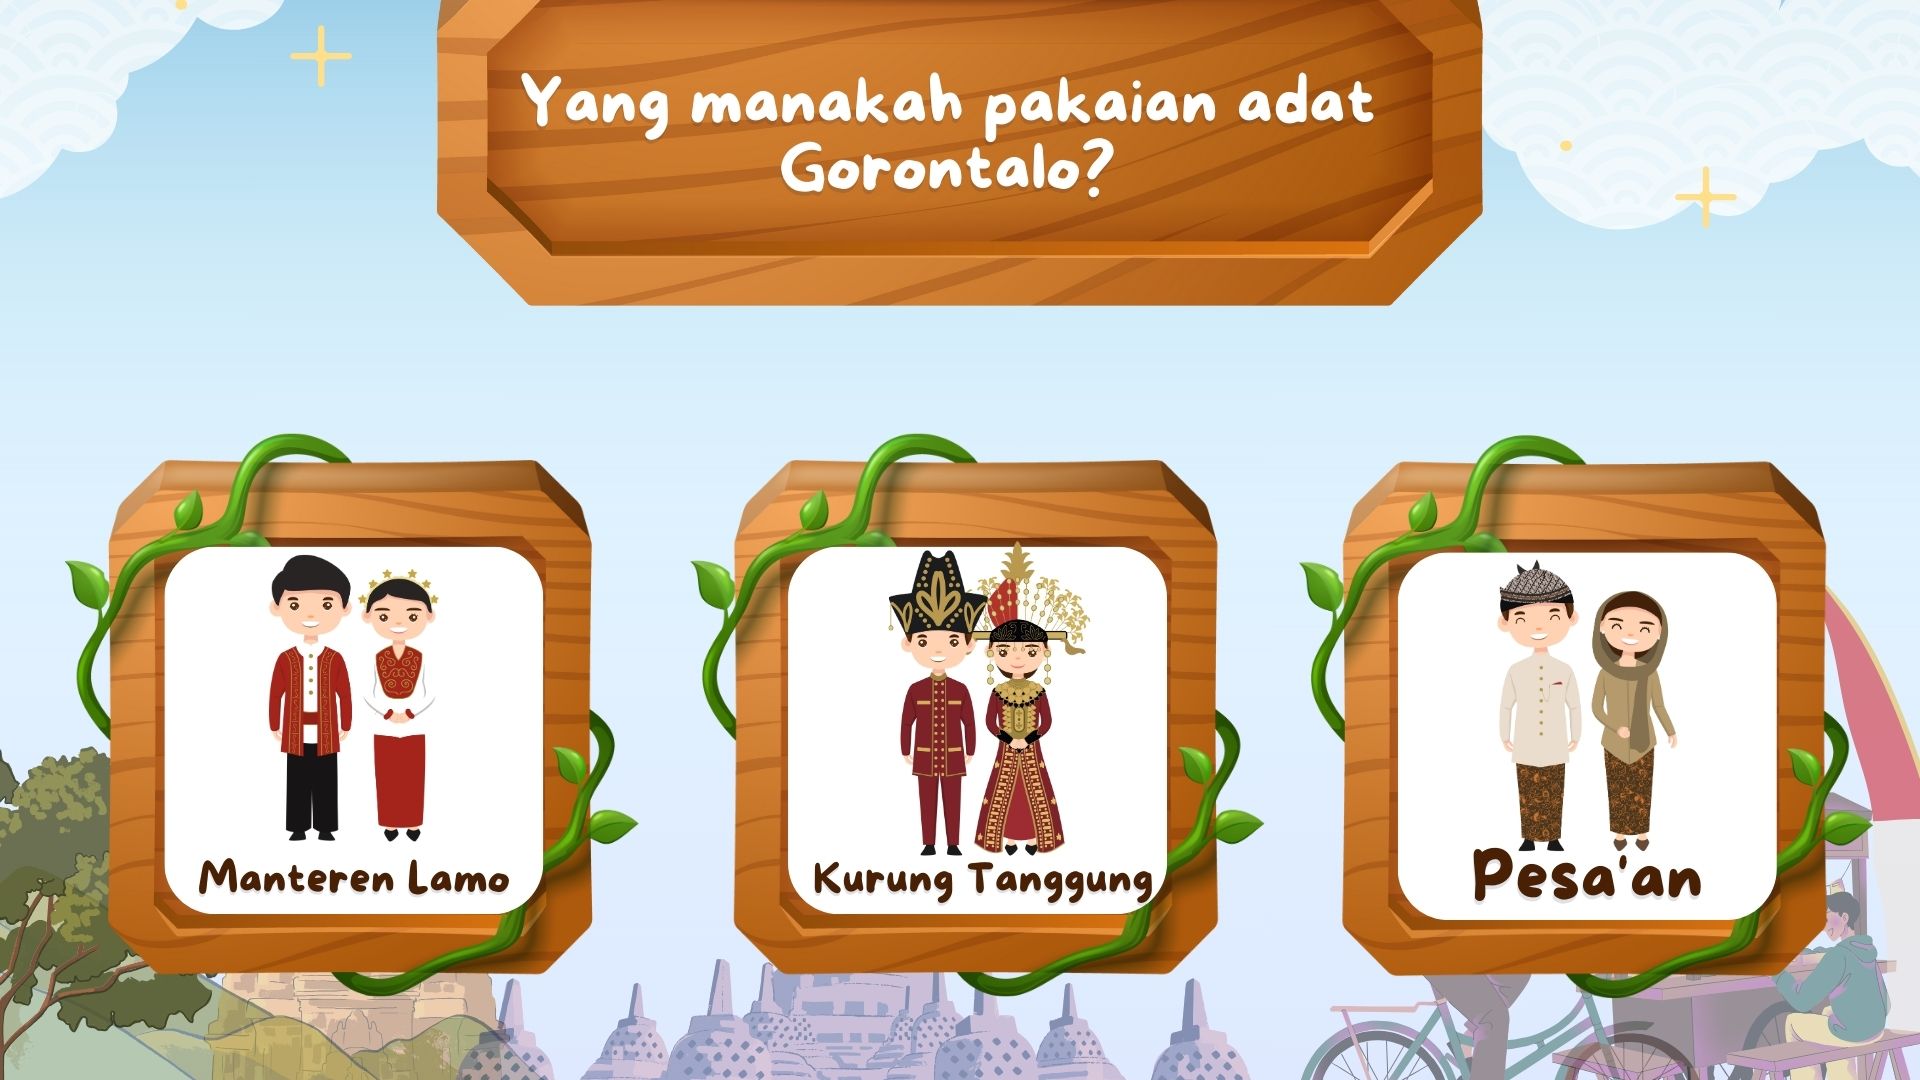 Yang manakah pakaian adat
Gorontalo?
Manteren Lamo
Kurung Tanggung
Pesa'an